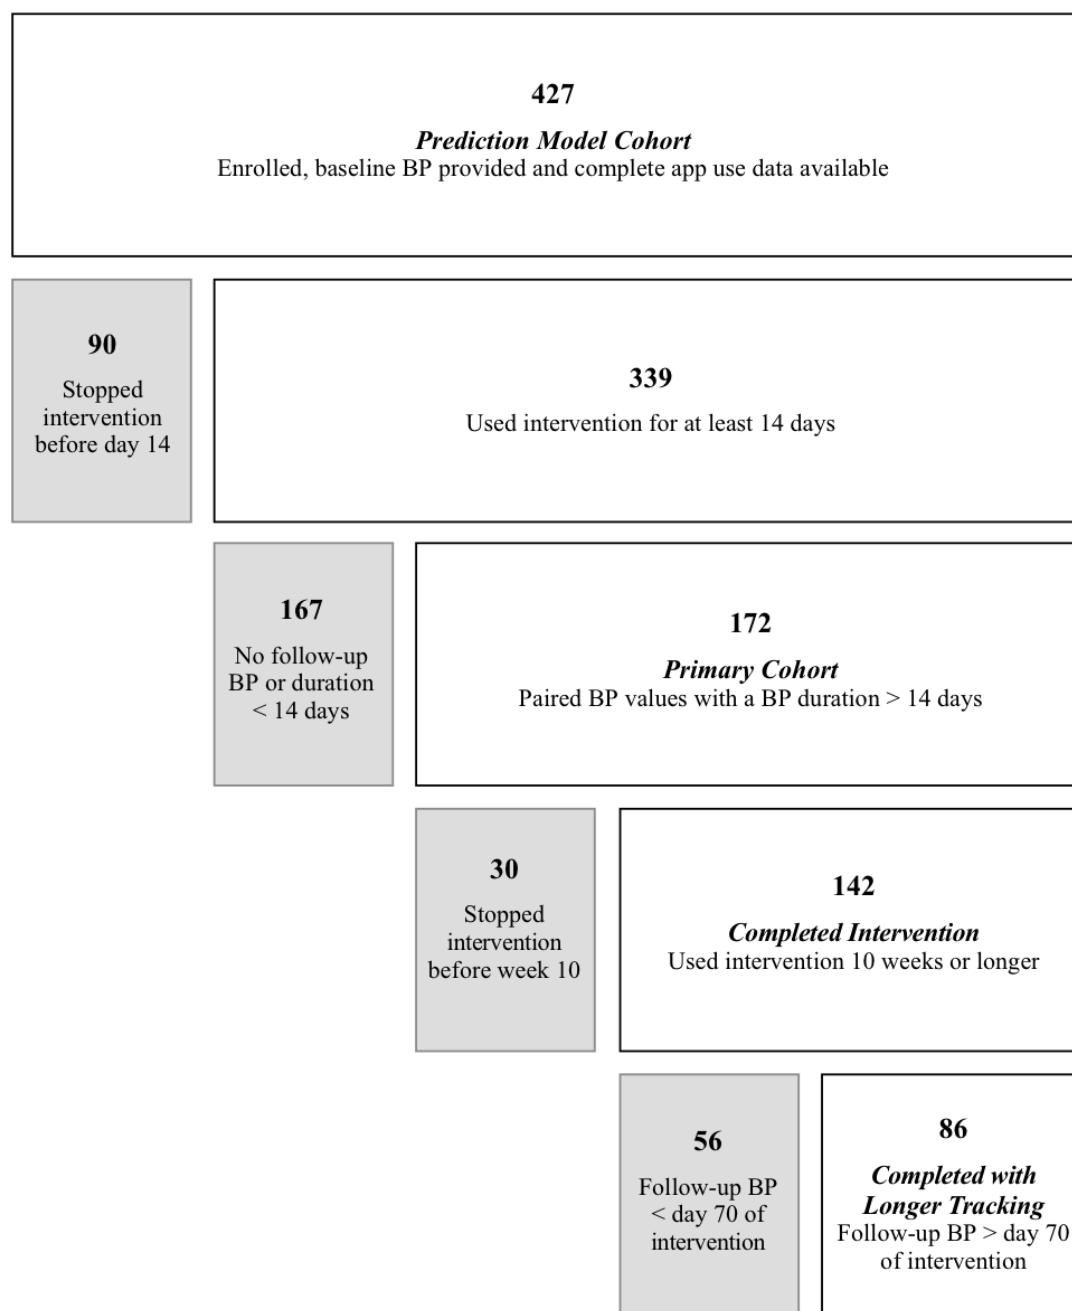 427
Prediction Model Cohort
Enrolled, baseline BP provided and complete app use data available
90
Stopped
intervention
before day 14
339
Used intervention for at least 14 days
167
No follow-up
BP or duration
< 14 days
172
Primary Cohort
Paired BP values with a BP duration > 14 days
30
Stopped
intervention
before week 10
142
Completed Intervention
Used intervention 10 weeks or longer
56
Follow-up BP
< day 70 of
intervention
86
Completed with
Longer Tracking
Follow-up BP > day 70
of intervention